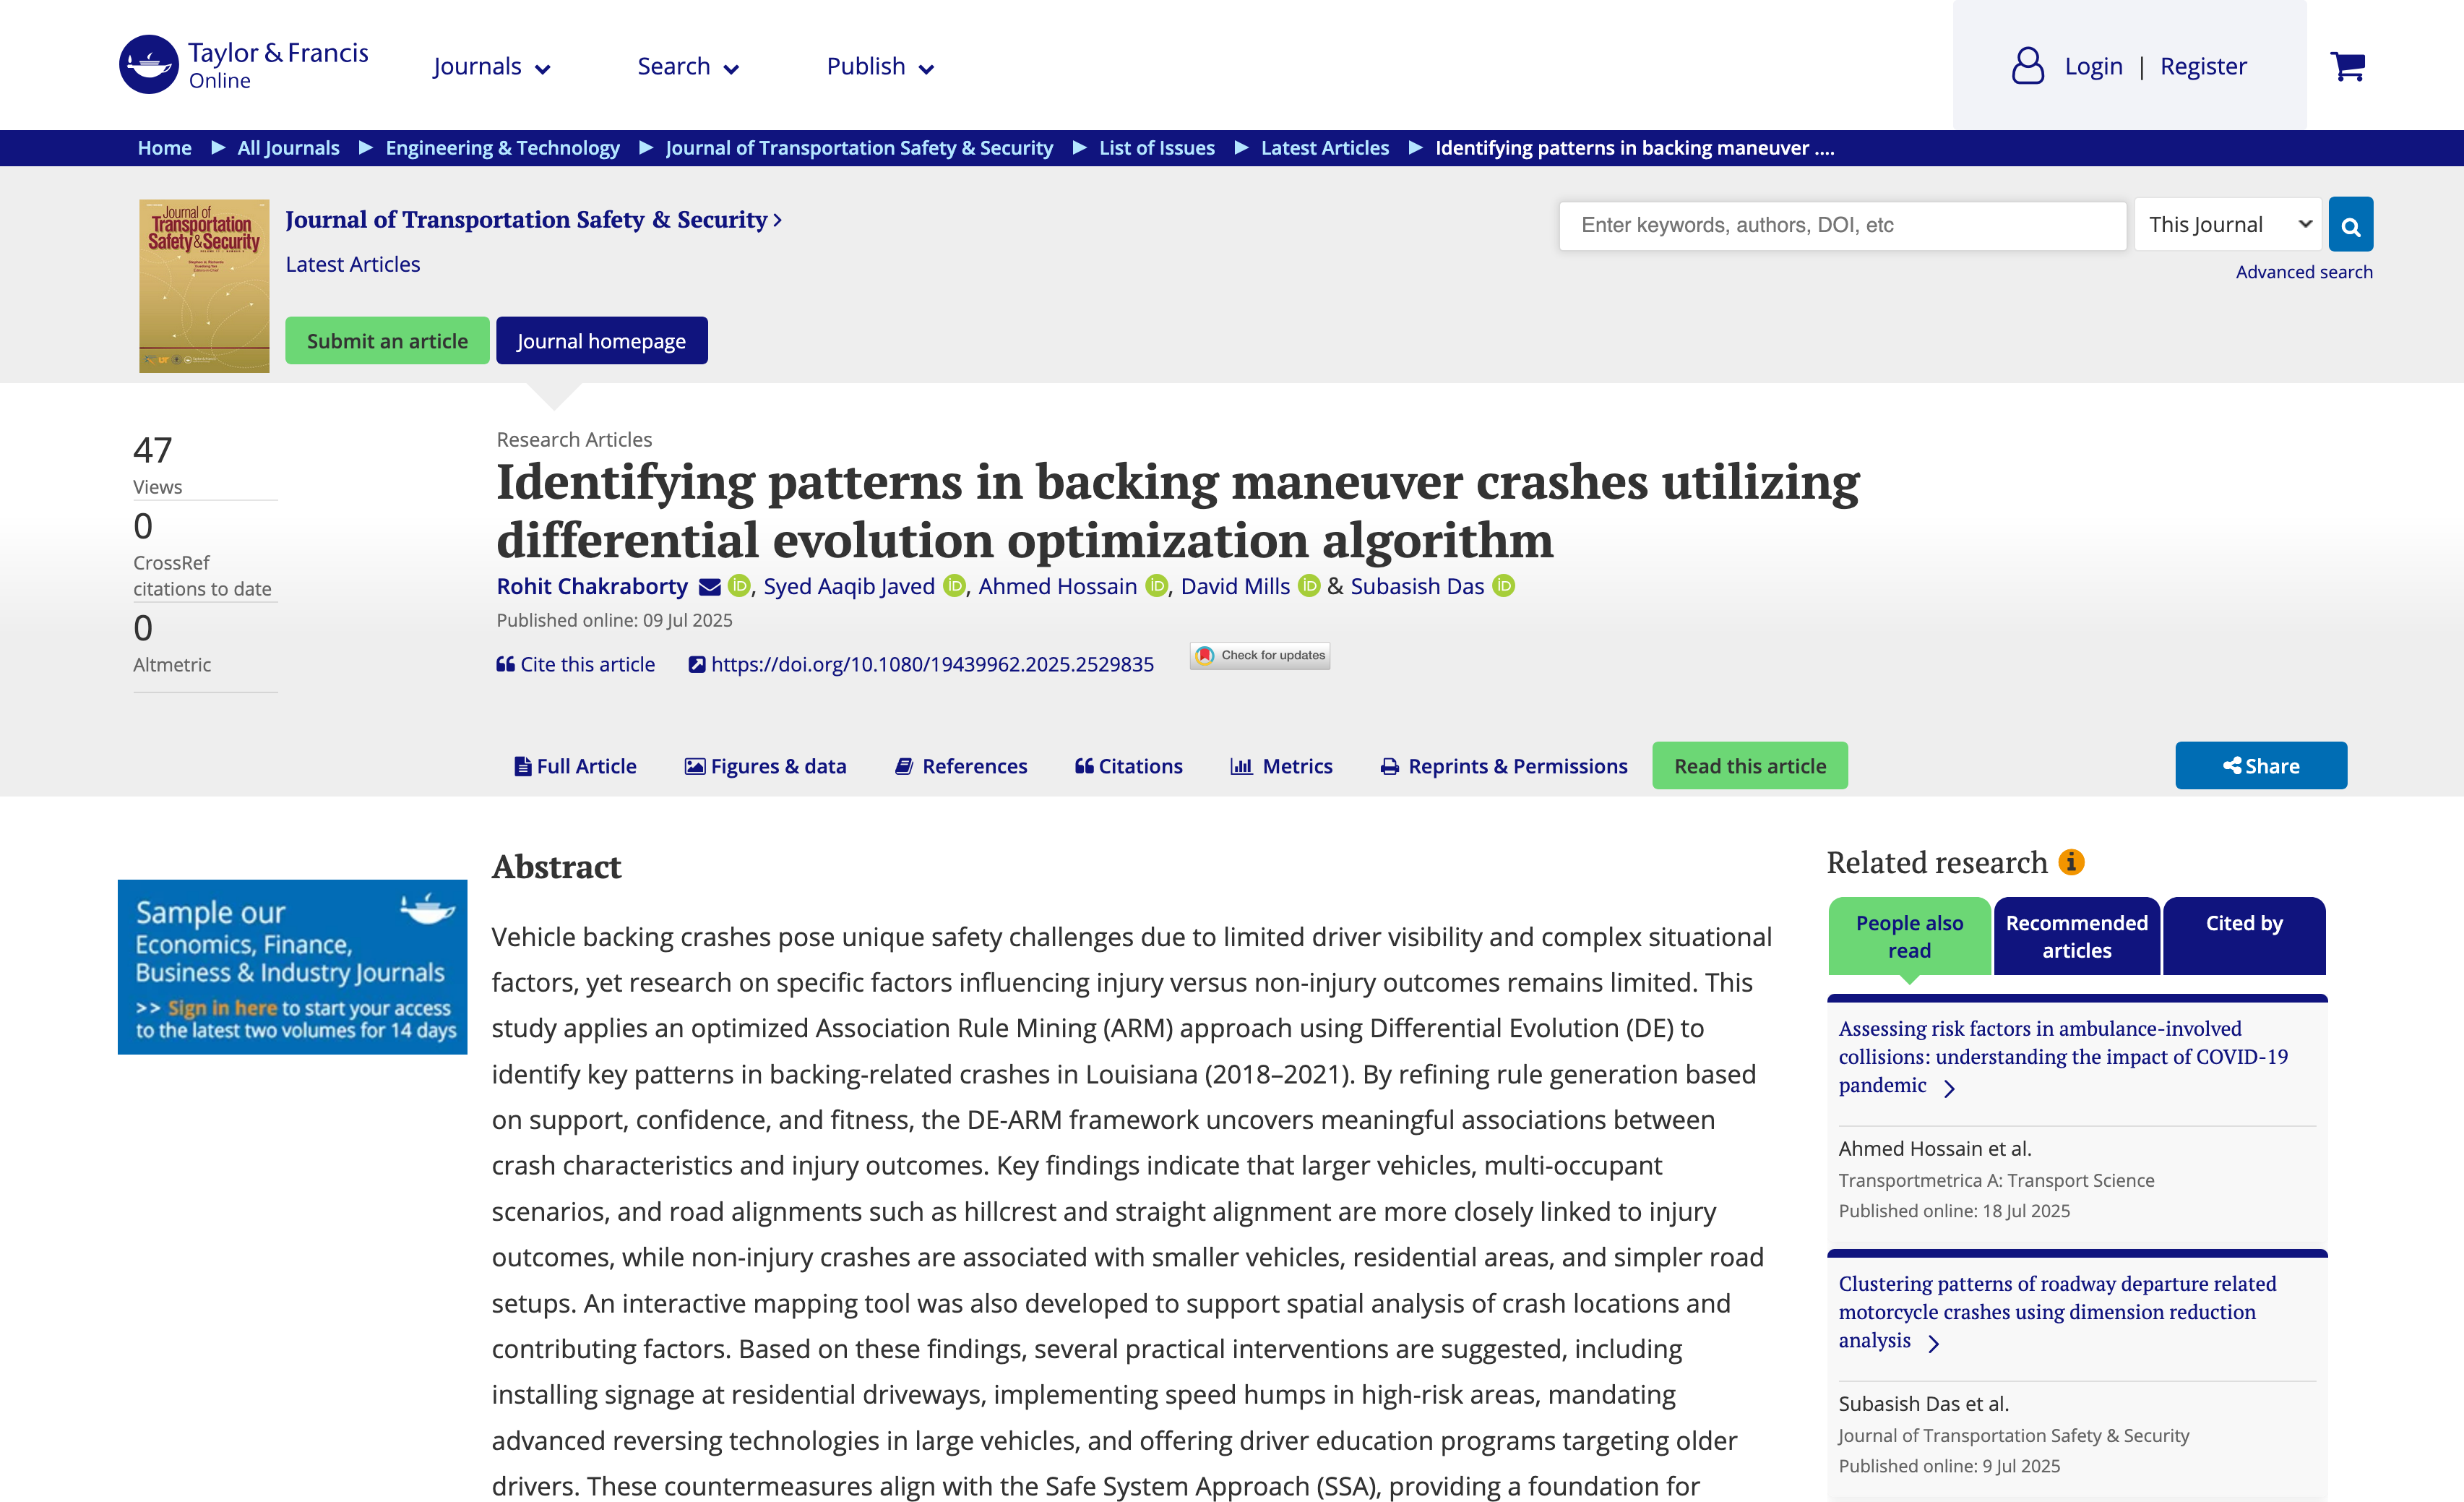 Taylor & Francis
Online
Journals
Search
Publish
Login | Register
Home ▶ All Journals ▶ Engineering & Technology ▶ Journal of Transportation Safety & Security ▶ List of Issues ▶ Latest Articles ▶ Identifying patterns in backing maneuver ....
Journal of
Transportation
Safety & Security
Journal of Transportation Safety & Security
Latest Articles
Submit an article
Journal homepage
Enter keywords, authors, DOI, etc
This Journal
Advanced search
47
Views
0
CrossRef
citations to date
0
Altmetric
Research Articles
Identifying patterns in backing maneuver crashes utilizing
differential evolution optimization algorithm
Rohit Chakraborty iD, Syed Aaqib Javed iD, Ahmed Hossain iD, David Mills iD & Subasish Das iD
Published online: 09 Jul 2025
Cite this article
https://doi.org/10.1080/19439962.2025.2529835
Check for updates
Full Article
Figures & data
References
Citations
Metrics
Reprints & Permissions
Read this article
Share
Sample our
Economics, Finance,
Business & Industry Journals
>> Sign in here to start your access
to the latest two volumes for 14 days
Abstract
Vehicle backing crashes pose unique safety challenges due to limited driver visibility and complex situational
factors, yet research on specific factors influencing injury versus non-injury outcomes remains limited. This
study applies an optimized Association Rule Mining (ARM) approach using Differential Evolution (DE) to
identify key patterns in backing-related crashes in Louisiana (2018–2021). By refining rule generation based
on support, confidence, and fitness, the DE-ARM framework uncovers meaningful associations between
crash characteristics and injury outcomes. Key findings indicate that larger vehicles, multi-occupant
scenarios, and road alignments such as hillcrest and straight alignment are more closely linked to injury
outcomes, while non-injury crashes are associated with smaller vehicles, residential areas, and simpler road
setups. An interactive mapping tool was also developed to support spatial analysis of crash locations and
contributing factors. Based on these findings, several practical interventions are suggested, including
installing signage at residential driveways, implementing speed humps in high-risk areas, mandating
advanced reversing technologies in large vehicles, and offering driver education programs targeting older
drivers. These countermeasures align with the Safe System Approach (SSA), providing a foundation for
Related research
People also
read
Recommended
articles
Cited by
Assessing risk factors in ambulance-involved
collisions: understanding the impact of COVID-19
pandemic
Ahmed Hossain et al.
Transportmetrica A: Transport Science
Published online: 18 Jul 2025
Clustering patterns of roadway departure related
motorcycle crashes using dimension reduction
analysis
Subasish Das et al.
Journal of Transportation Safety & Security
Published online: 9 Jul 2025